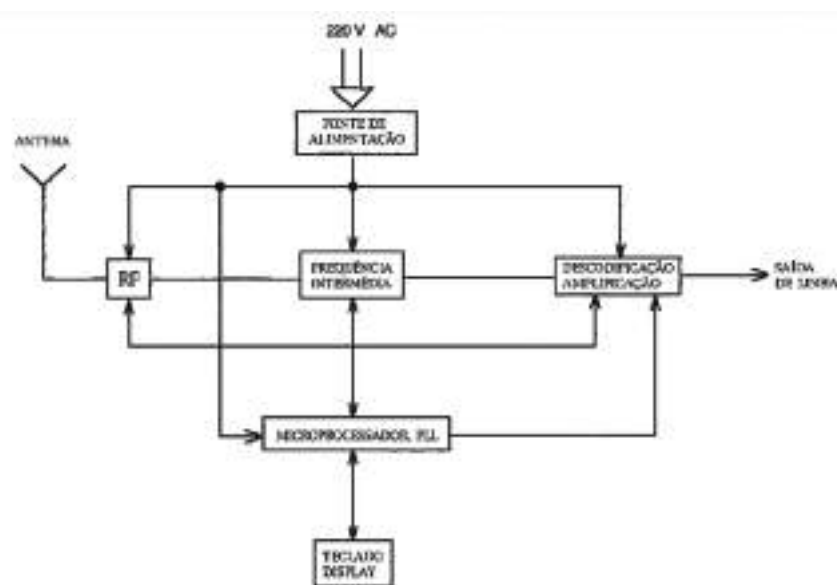 220 V AC
FONTE DE
ALIMENTAÇÃO
ANTENA
RF
FREQUÊNCIA
INTERMÉDIA
DESCODIFICAÇÃO
AMPLIFICAÇÃO
SAÍDA
DE LINHA
MICROPROCESSADOR, PLL
TECLADO
DISPLAY